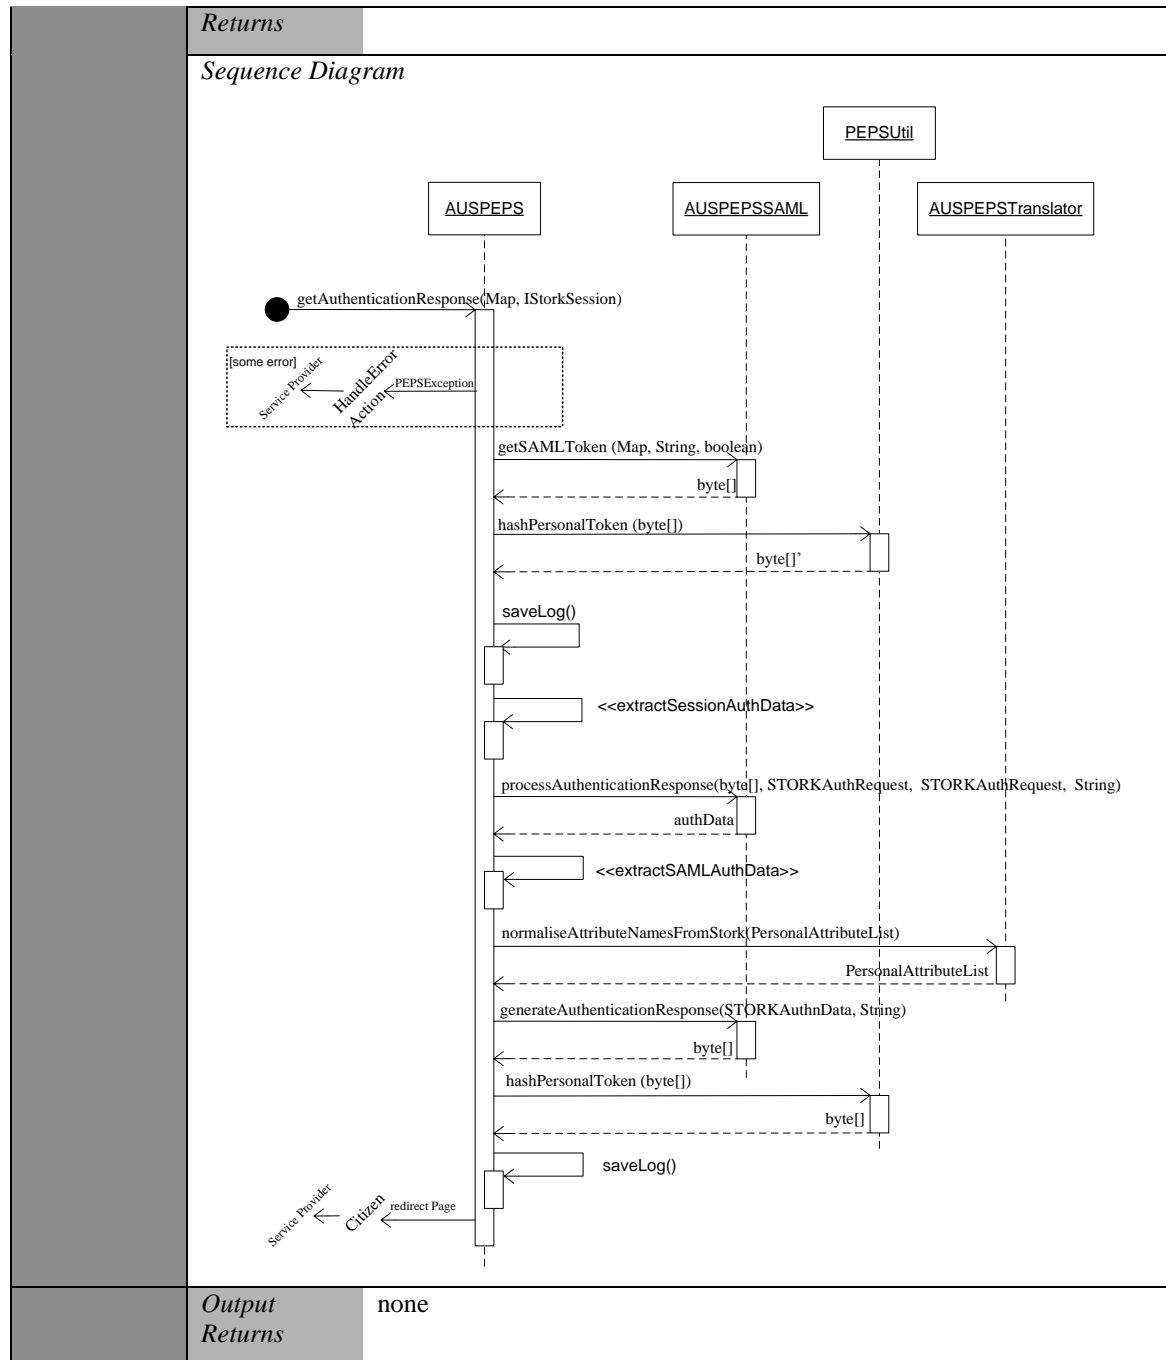 Returns
Sequence Diagram
PEPSUtil
AUSPEPS
AUSPEPSSAML
AUSPEPSTranslator
getAuthenticationResponse(Map, IStorkSession)
[some error]
Service Provider
HandleError
Action
PEPSException
getSAMLToken (Map, String, boolean)
byte[]
hashPersonalToken (byte[])
byte[]’
saveLog()
<<extractSessionAuthData>>
processAuthenticationResponse(byte[], STORKAuthRequest, STORKAuthRequest, String)
authData
<<extractSAMLAuthData>>
normaliseAttributeNamesFromStork(PersonalAttributeList)
PersonalAttributeList
generateAuthenticationResponse(STORKAuthnData, String)
byte[]
hashPersonalToken (byte[])
byte[]
saveLog()
Service Provider
Citizen
redirect Page
Output none
Returns